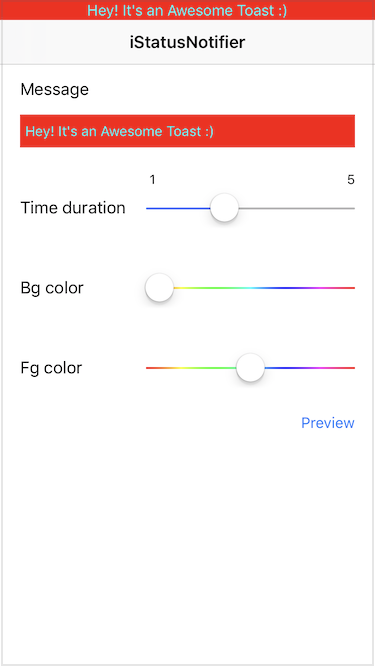 Hey! It's an Awesome Toast :)
iStatusNotifier
Message
Hey! It's an Awesome Toast :)
1 5
Time duration
Bg color
Fg color
Preview